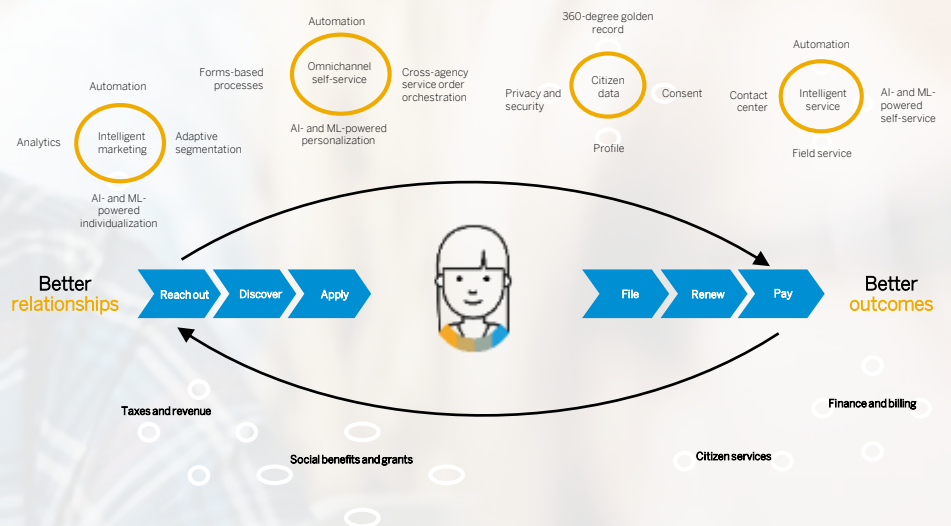 Automation
Analytics
Intelligent
marketing
Adaptive
segmentation
AI- and ML-
powered
individualization
Automation
Forms-based
processes
Omnichannel
self-service
Cross-agency
service order
orchestration
AI- and ML-powered
personalization
360-degree golden
record
Privacy and
security
Citizen
data
Consent
Profile
Automation
Contact
center
Intelligent
service
AI- and ML-
powered
self-service
Field service
Better
relationships
Reach out
Discover
Apply
File
Renew
Pay
Better
outcomes
Taxes and revenue
Social benefits and grants
Citizen services
Finance and billing